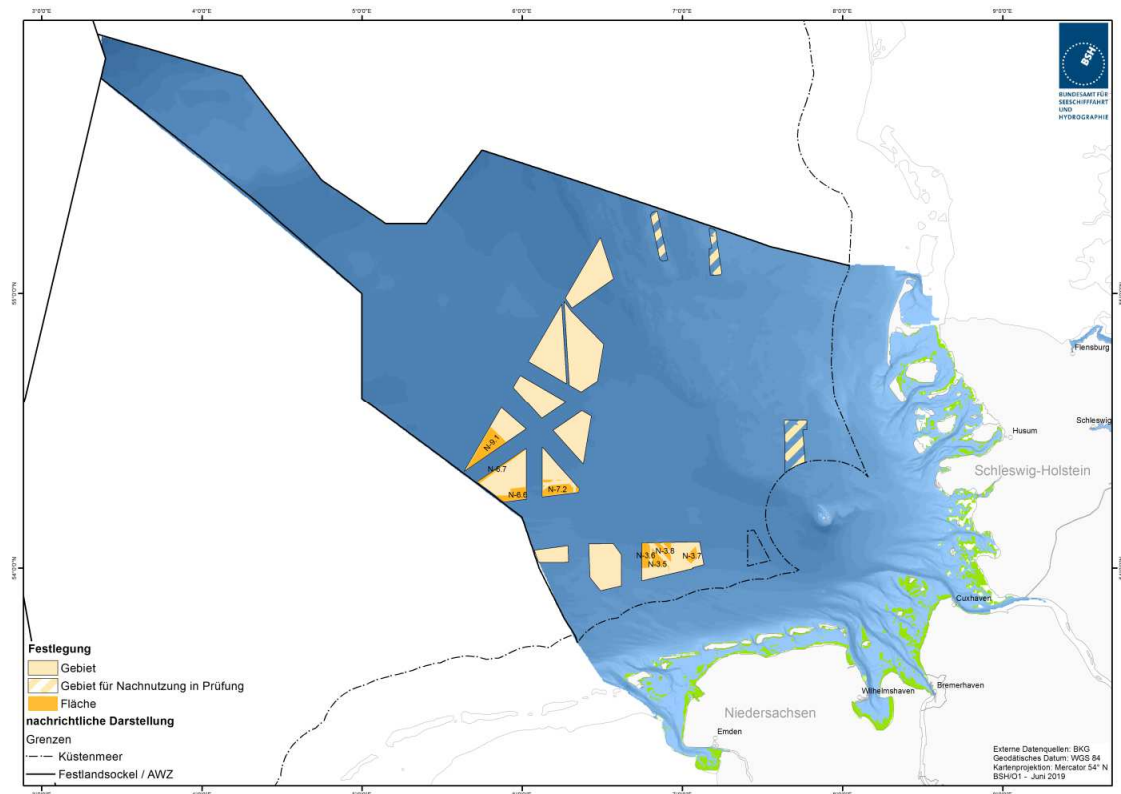 3°0'0"E 4°0'0"E 5°0'0"E 6°0'0"E 7°0'0"E 8°0'0"E 9°0'0"E
BSH
BUNDESAMT FÜR
SEESCHIFFFAHRT
UND
HYDROGRAPHIE
55°0'0"N
Flensburg
Schleswig
Husum
N-9.1
Schleswig-Holstein
N-6.7
N-6.6
N-7.2
N-3.8
N-3.6
N-3.7
N-3.5
54°0'0"N
Cuxhaven
Bremerhaven
Wilhelmshaven
Niedersachsen
Emden
Festlegung
Gebiet
Gebiet für Nachnutzung in Prüfung
Fläche
nachrichtliche Darstellung
Grenzen
Küstenmeer
Festlandsockel / AWZ
Externe Datenquellen: BKG
Geodätisches Datum: WGS 84
Kartenprojektion: Mercator 54° N
BSH/O1 - Juni 2019